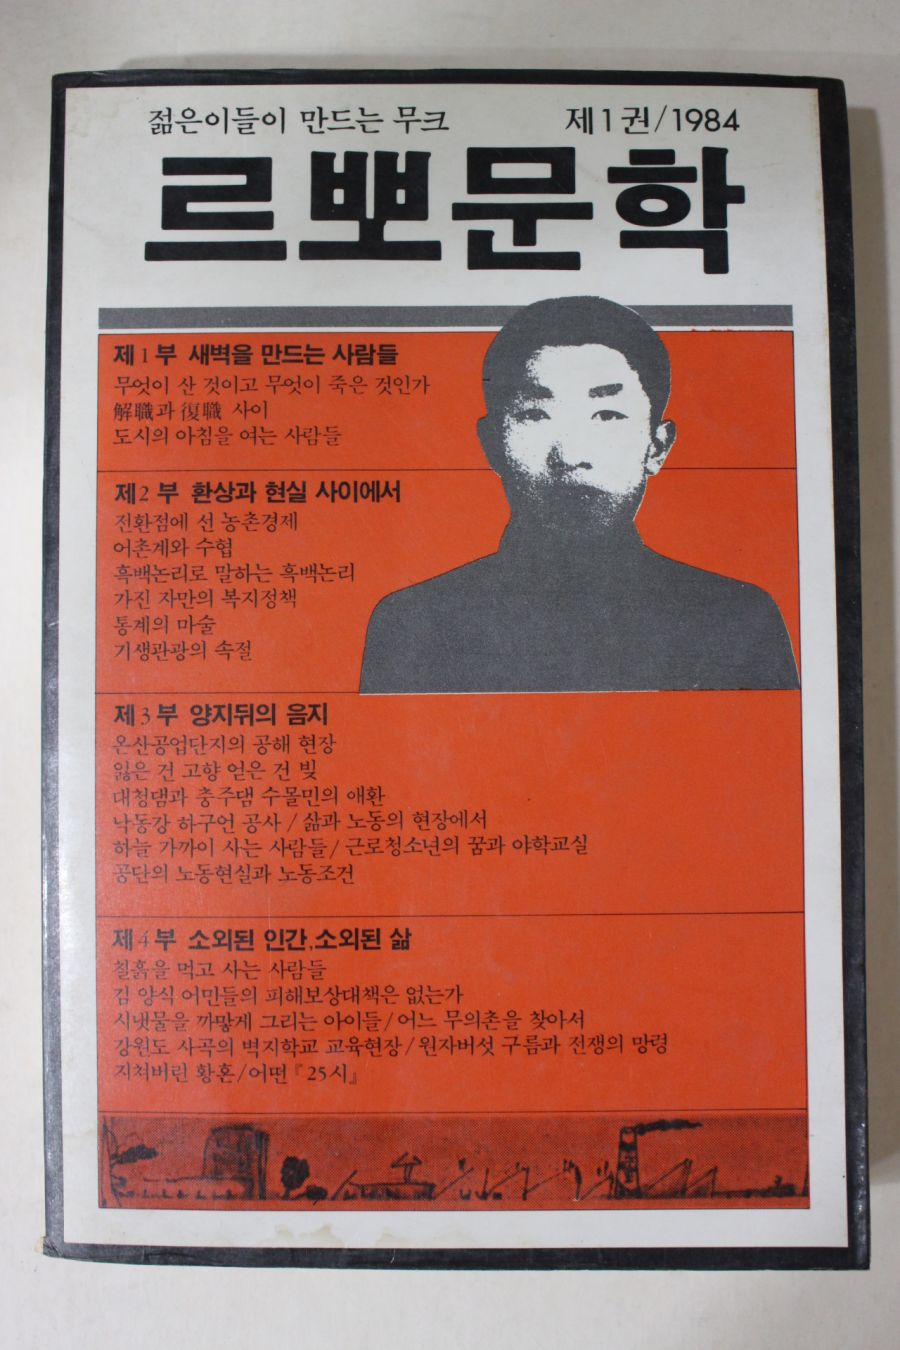 젊은이들이 만드는 무크
제1권/1984
르뽀문학
제1부 새벽을 만드는 사람들
무엇이 산 것이고 무엇이 죽은 것인가
解職과 復職 사이
도시의 아침을 여는 사람들
제2부 환상과 현실 사이에서
전환점에 선 농촌경제
어촌계와 수협
흑백논리로 말하는 흑백논리
가진 자만의 복지정책
통계의 마술
기생관광의 속절
제3부 양지뒤의 음지
온산공업단지의 공해 현장
잃은 건 고향 얻은 건 빚
대청댐과 충주댐 수몰민의 애환
낙동강 하구언 공사/삶과 노동의 현장에서
하늘 가까이 사는 사람들/근로청소년의 꿈과 야학교실
공단의 노동현실과 노동조건
제4부 소외된 인간,소외된 삶
칠흙을 먹고 사는 사람들
김 양식 어민들의 피해보상대책은 없는가
시냇물을 까맣게 그리는 아이들/어느 무의촌을 찾아서
강원도 사곡의 벽지학교 교육현장/원자버섯 구름과 전쟁의 망령
지쳐버린 황혼/어떤『25시』